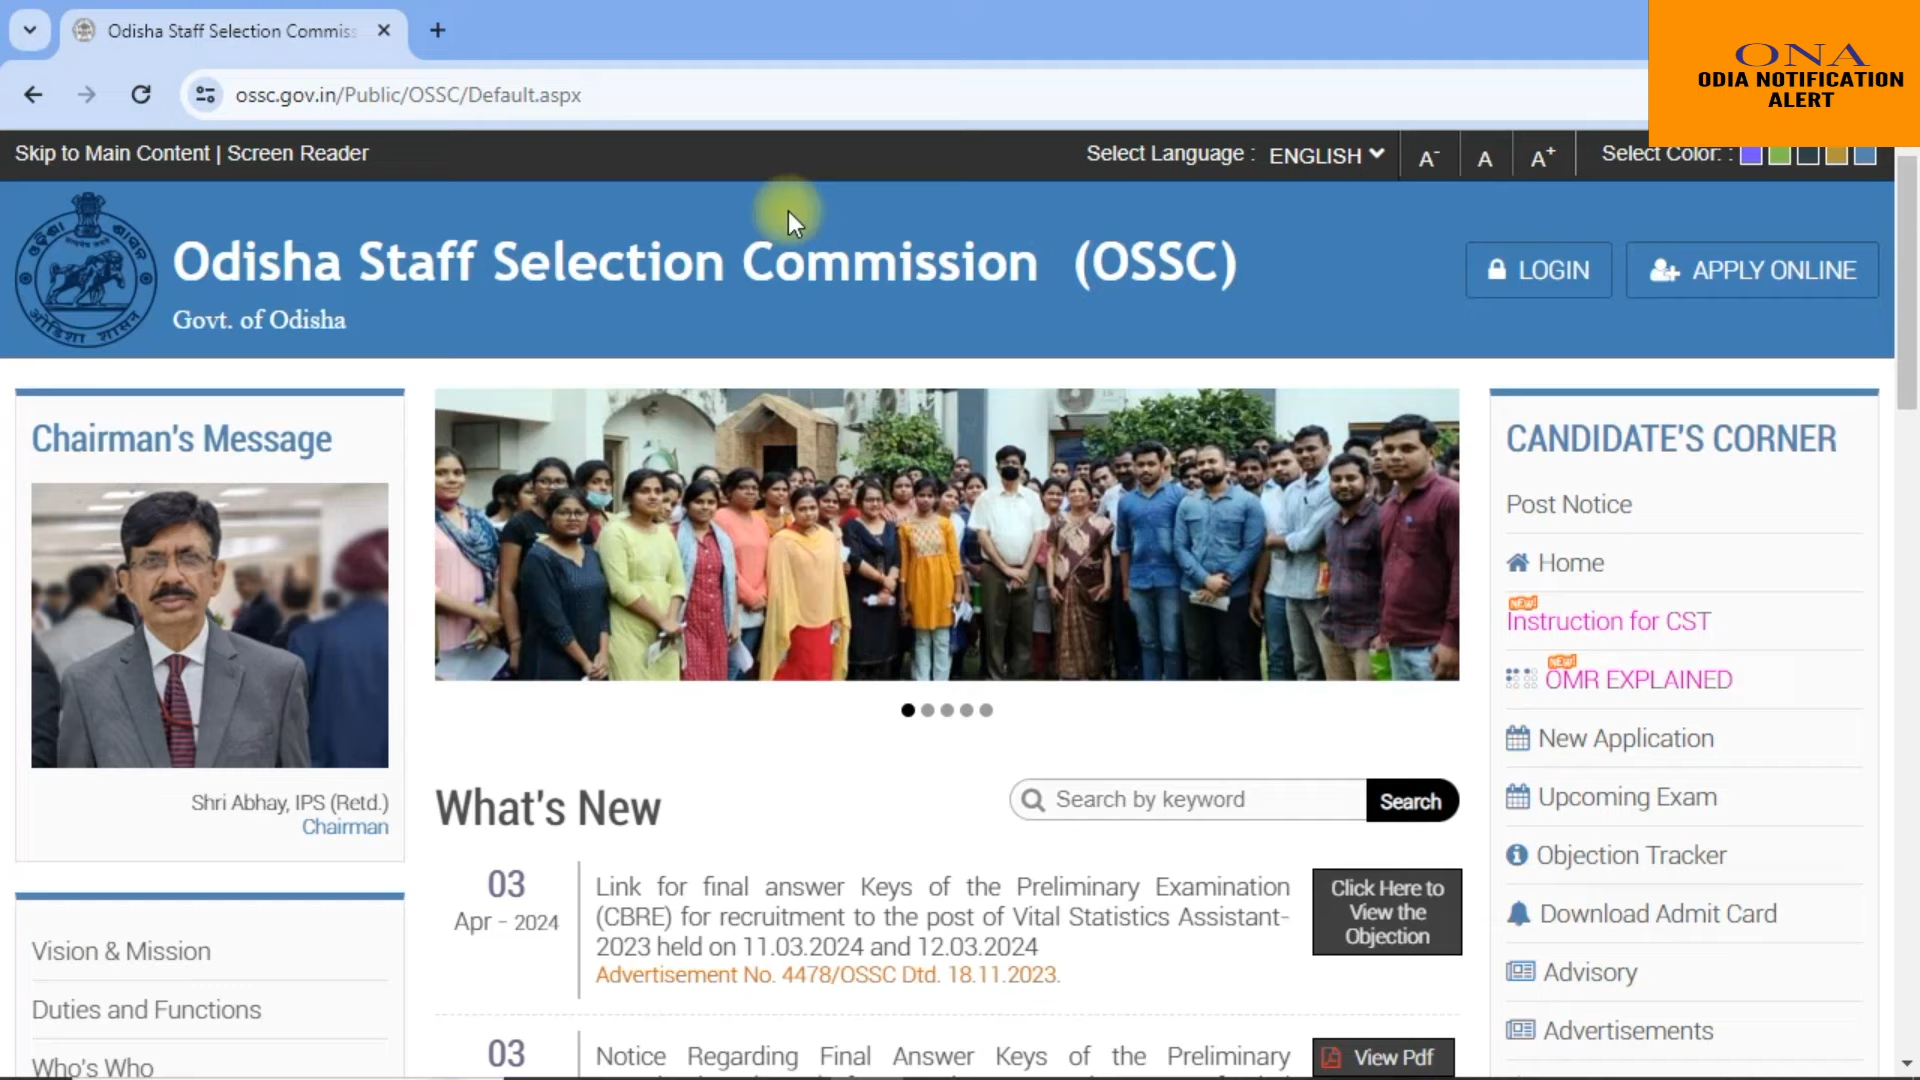 Odisha Staff Selection Commiss
ossc.gov.in/Public/OSSC/Default.aspx
ONA
ODIA NOTIFICATION
ALERT
Skip to Main Content | Screen Reader
Select Language : ENGLISH
A-
A
A+
Select Color: :
Odisha Staff Selection Commission (OSSC)
Govt. of Odisha
LOGIN
APPLY ONLINE
Chairman's Message
Shri Abhay, IPS (Retd.)
Chairman
Vision & Mission
Duties and Functions
Who's Who
What's New
Search by keyword
Search
03
Apr - 2024
Link for final answer Keys of the Preliminary Examination
(CBRE) for recruitment to the post of Vital Statistics Assistant-
2023 held on 11.03.2024 and 12.03.2024
Advertisement No. 4478/OSSC Dtd. 18.11.2023.
Click Here to
View the
Objection
03
Notice Regarding Final Answer Keys of the Preliminary
View Pdf
CANDIDATE'S CORNER
Post Notice
Home
NEW!
Instruction for CST
NEW!
OMR EXPLAINED
New Application
Upcoming Exam
Objection Tracker
Download Admit Card
Advisory
Advertisements